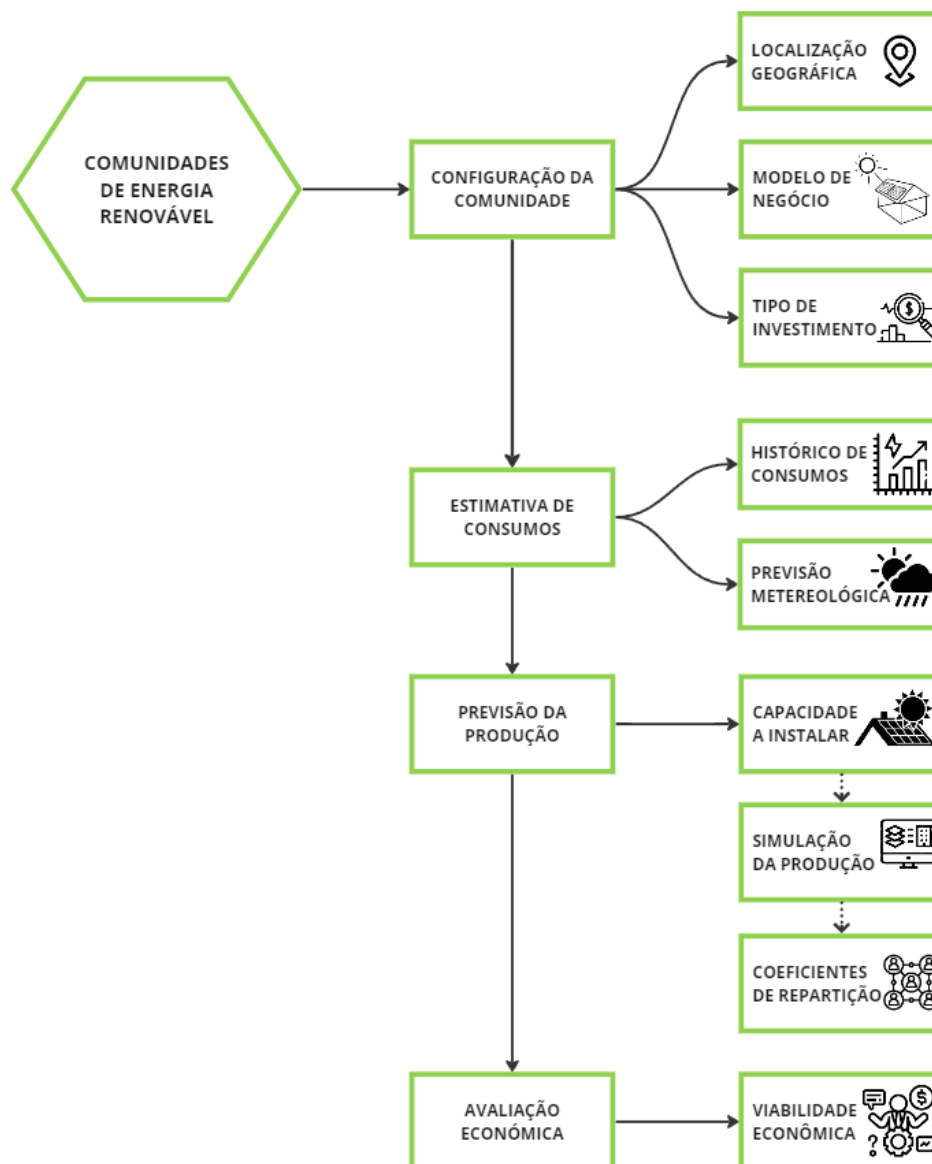 COMUNIDADES
DE ENERGIA
RENOVÁVEL
CONFIGURAÇÃO DA
COMUNIDADE
LOCALIZAÇÃO
GEOGRÁFICA
MODELO DE
NEGÓCIO
TIPO DE
INVESTIMENTO
ESTIMATIVA DE
CONSUMOS
HISTÓRICO DE
CONSUMOS
PREVISÃO
METEREOLÓGICA
PREVISÃO DA
PRODUÇÃO
CAPACIDADE
A INSTALAR
SIMULAÇÃO
DA PRODUÇÃO
COEFICIENTES
DE REPARTIÇÃO
AVALIAÇÃO
ECONÓMICA
VIABILIDADE
ECONÔMICA